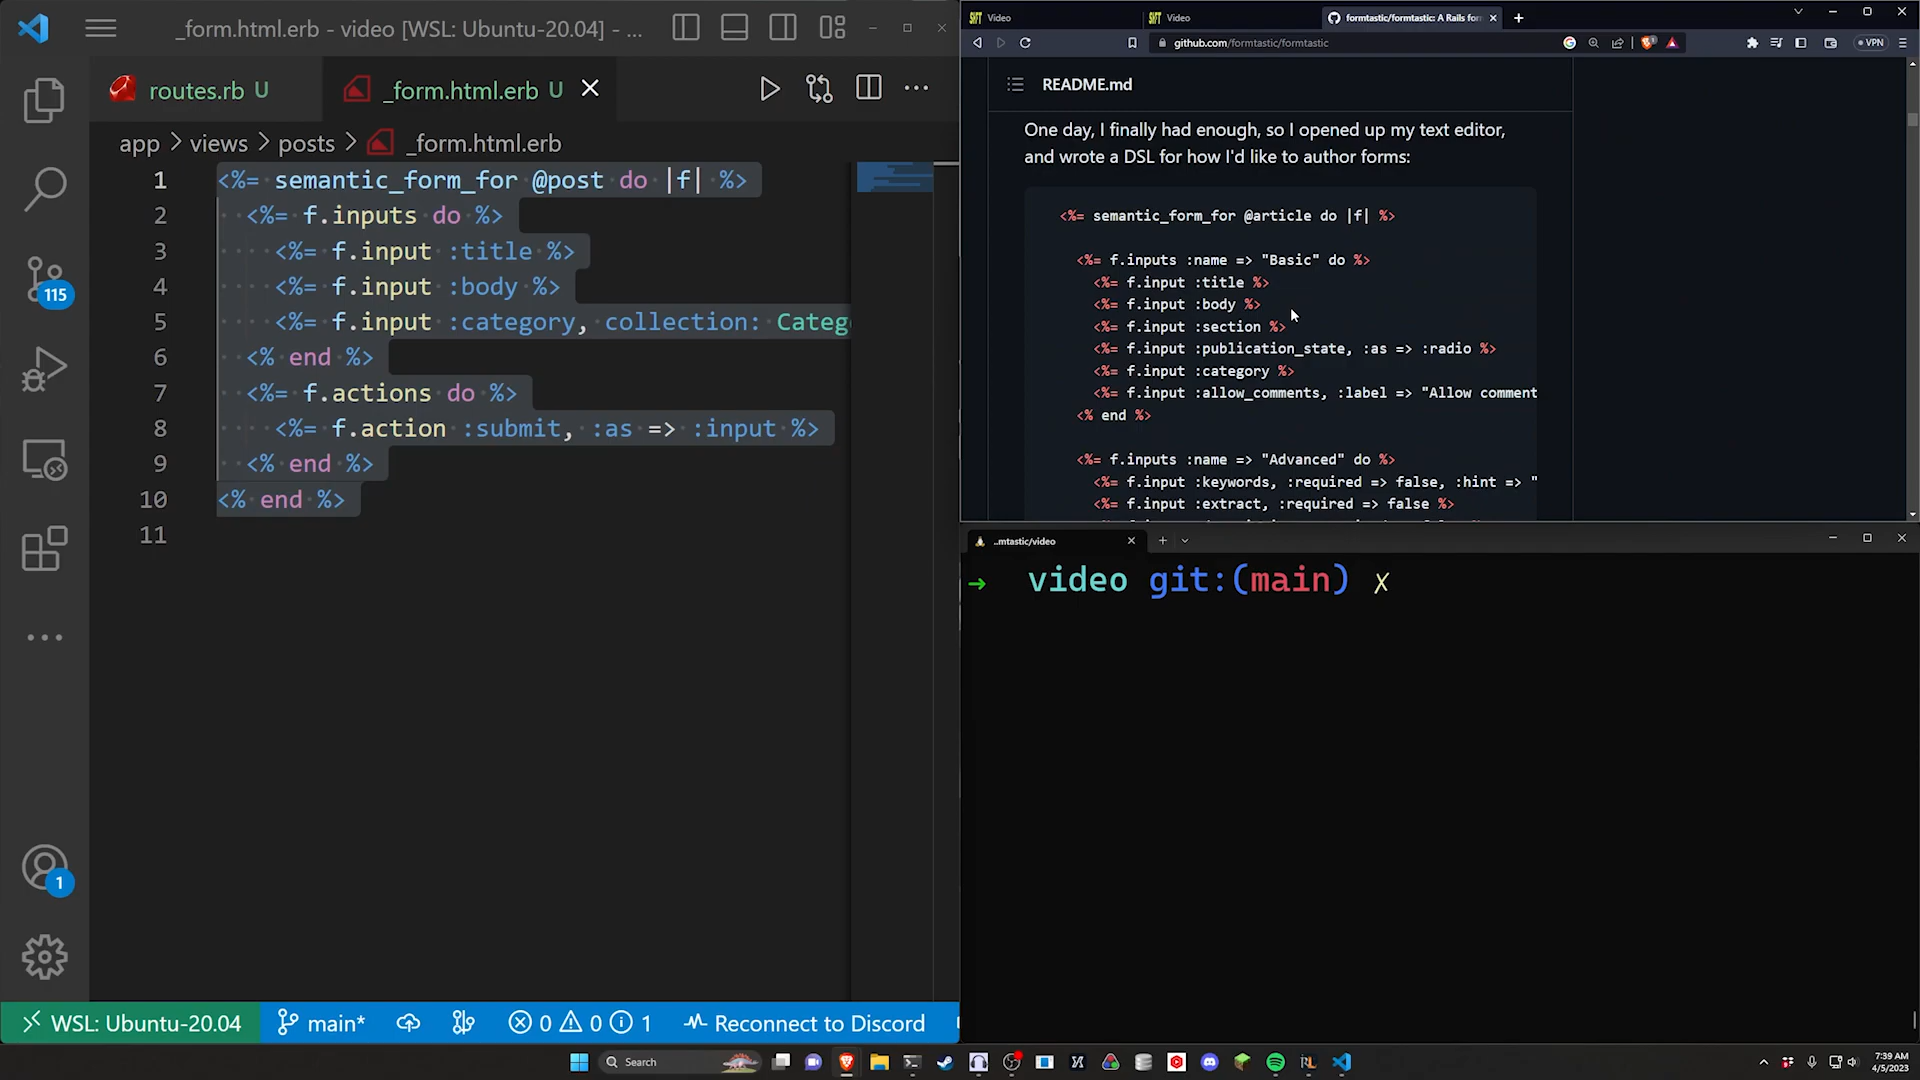 _form.html.erb - video [WSL: Ubuntu-20.04] - ...
routes.rb U
_form.html.erb U
app > views > posts > _form.html.erb
1 <%= semantic_form_for @post do |f| %>
2 <%= f.inputs do %>
3 <%= f.input :title %>
4 <%= f.input :body %>
5 <%= f.input :category, collection: Catego
6 <% end %>
7 <%= f.actions do %>
8 <%= f.action :submit, :as => :input %>
9 <% end %>
10 <% end %>
11
115
1
WSL: Ubuntu-20.04
main*
0 0 1
Reconnect to Discord
Video
Video
formtastic/formtastic: A Rails for
github.com/formtastic/formtastic
VPN
README.md
One day, I finally had enough, so I opened up my text editor,
and wrote a DSL for how I'd like to author forms:
<%= semantic_form_for @article do |f| %>
<%= f.inputs :name => "Basic" do %>
<%= f.input :title %>
<%= f.input :body %>
<%= f.input :section %>
<%= f.input :publication_state, :as => :radio %>
<%= f.input :category %>
<%= f.input :allow_comments, :label => "Allow comment
<% end %>
<%= f.inputs :name => "Advanced" do %>
<%= f.input :keywords, :required => false, :hint => "
<%= f.input :extract, :required => false %>
..mtastic/video
→ video git:(main) ✗
Search
7:39 AM
4/5/2023